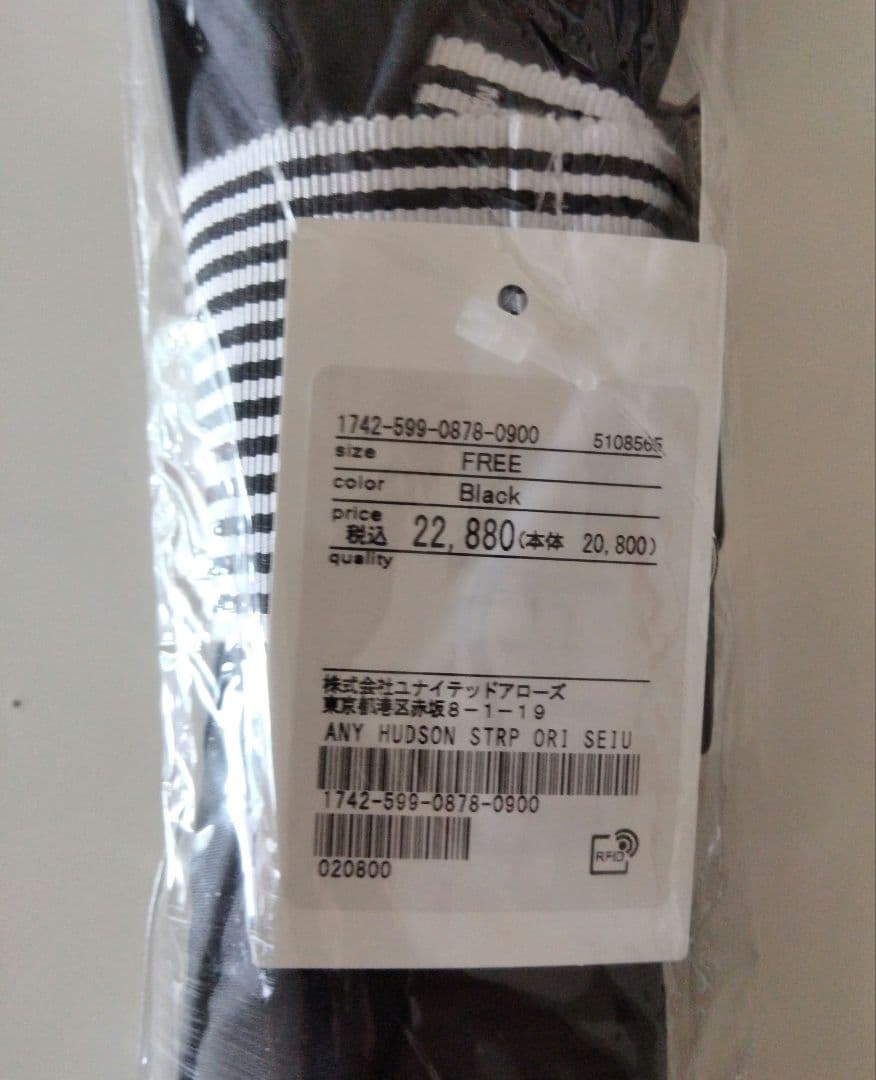 1742-599-0878-0900 5108565
size FREE
color Black
price
税込 22,880(本体 20,800)
quality
株式会社ユナイテッドアローズ
東京都港区赤坂8-1-19
ANY HUDSON STRP ORI SEIU
1742-599-0878-0900
020800
RFID